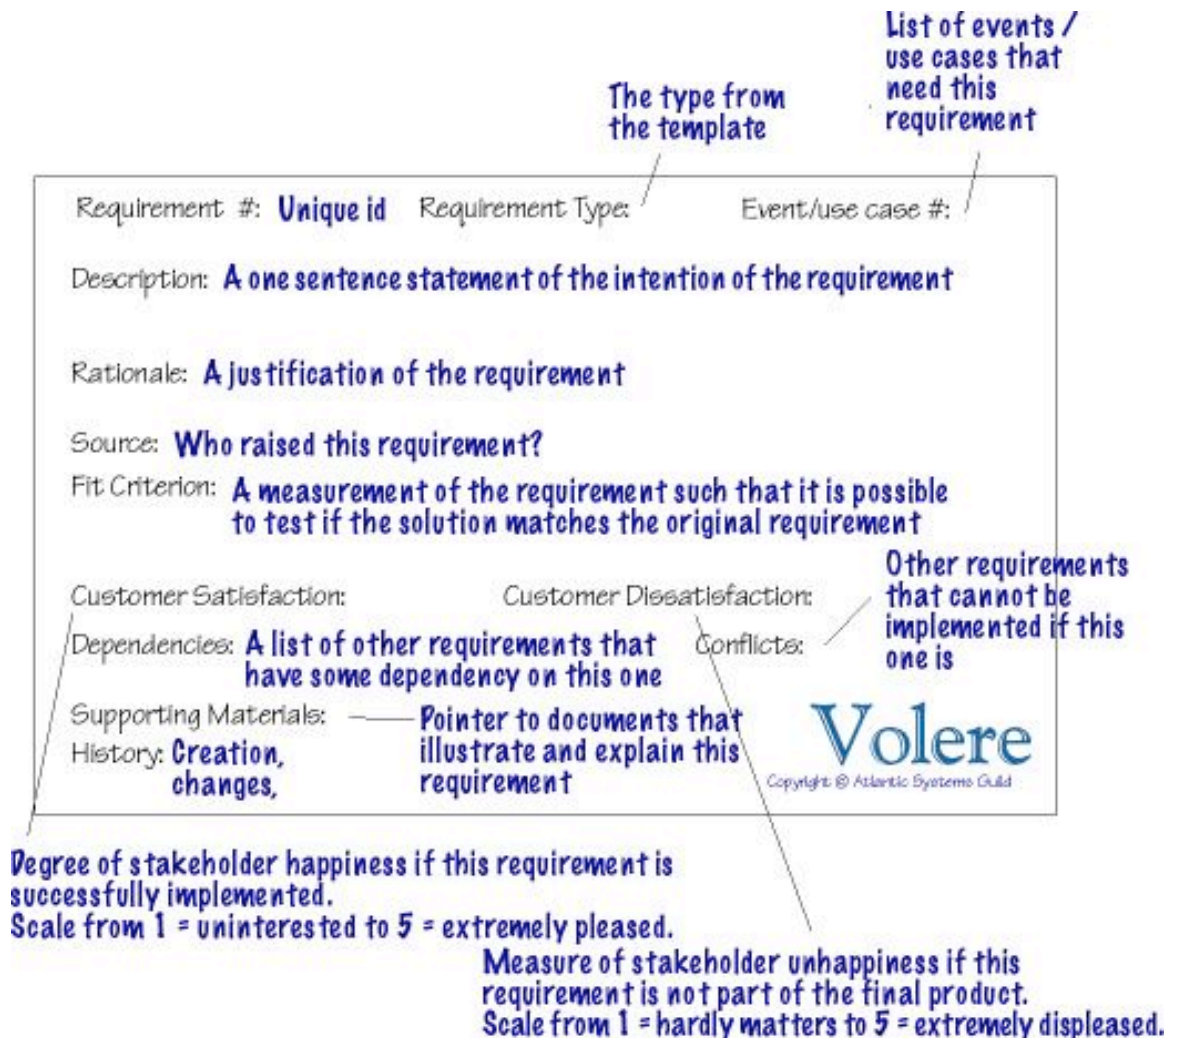 List of events /
use cases that
need this
requirement
The type from
the template
Requirement #: Unique id Requirement Type: Event/use case #:
Description: A one sentence statement of the intention of the requirement
Rationale: A justification of the requirement
Source: Who raised this requirement?
Fit Criterion: A measurement of the requirement such that it is possible
to test if the solution matches the original requirement
Other requirements
that cannot be
implemented if this
one is
Customer Satisfaction: Customer Dissatisfaction:
Dependencies: A list of other requirements that
have some dependency on this one
Conflicts:
Supporting Materials: Pointer to documents that
illustrate and explain this
requirement
History: Creation,
changes,
Volere
Copyright © Atlantic Systems Guild
Degree of stakeholder happiness if this requirement is
successfully implemented.
Scale from 1 = uninterested to 5 = extremely pleased.
Measure of stakeholder unhappiness if this
requirement is not part of the final product.
Scale from 1 = hardly matters to 5 = extremely displeased.